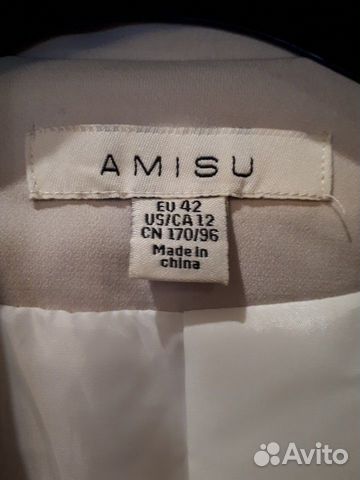 AMISU
EU 42
US/CA 12
CN 170/96
Made in
china
Avito